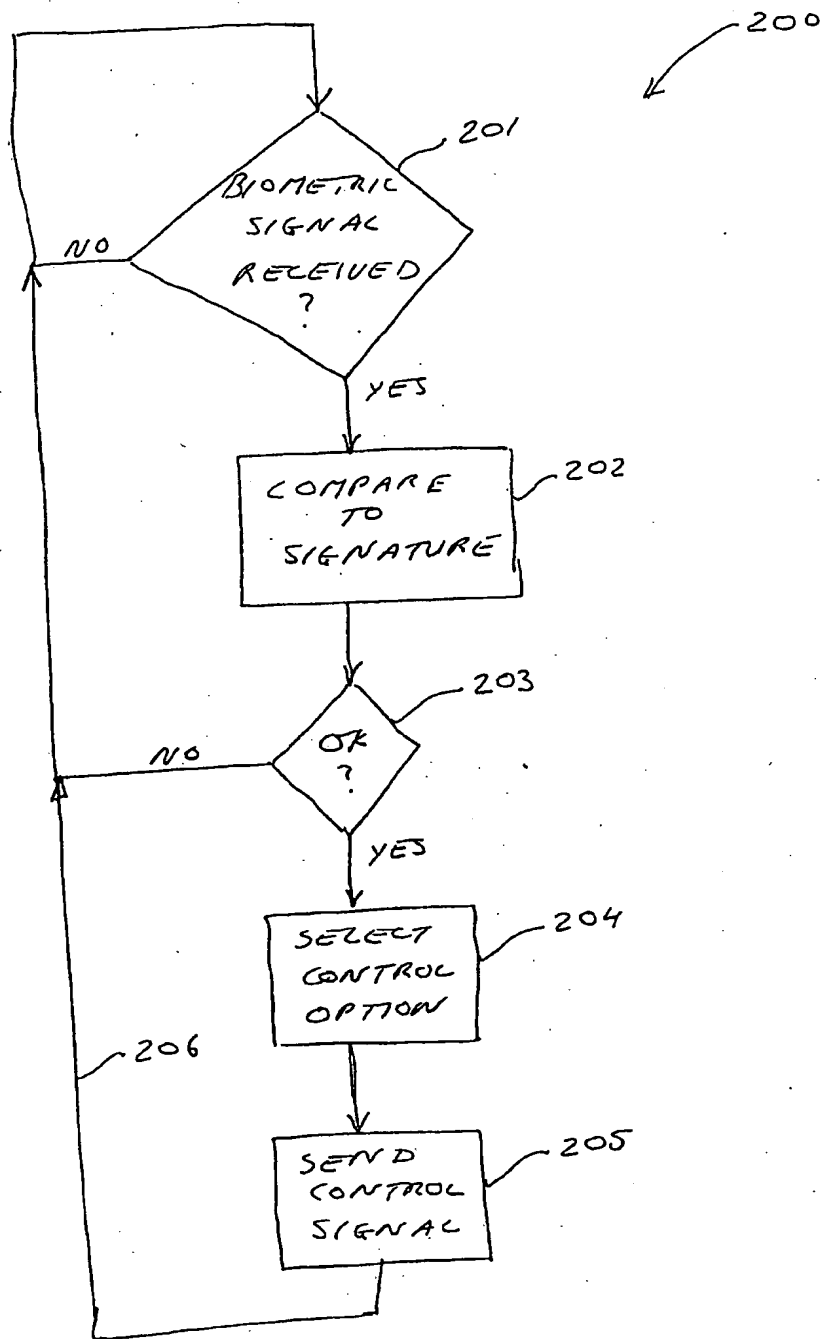 200
201
BIOMETRIC
SIGNAL
RECEIVED
?
NO
YES
202
COMPARE
TO
SIGNATURE
203
OK
?
NO
YES
204
SELECT
CONTROL
OPTION
206
205
SEND
CONTROL
SIGNAL